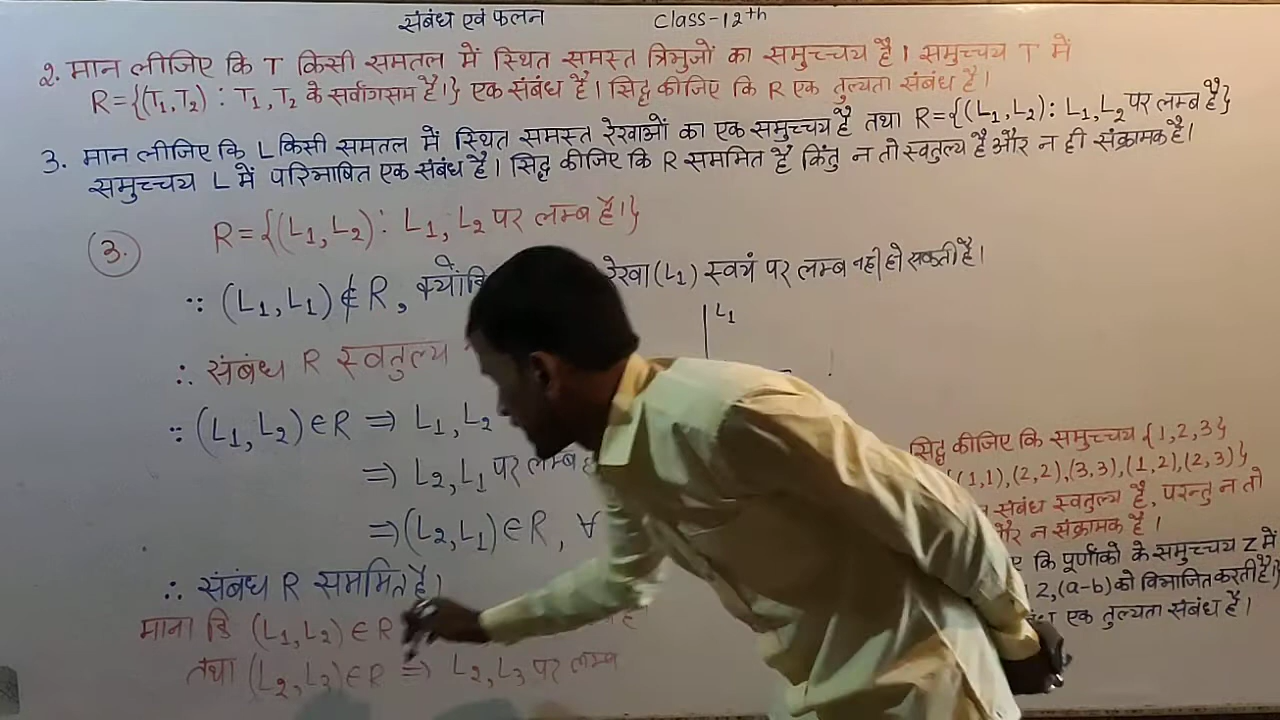 संबंध एवं फलन Class-12th
2. मान लीजिए कि T किसी समतल में स्थित समस्त त्रिभुजों का समुच्चय है। समुच्चय T में
R={(T₁,T₂) : T₁,T₂ के सर्वांगसम है।} एक संबंध है। सिद्ध कीजिए कि R एक तुल्यता संबंध है।
3. मान लीजिए कि L किसी समतल में स्थित समस्त रेखाओं का एक समुच्चय है तथा R={(L₁,L₂): L₁,L₂ पर लम्ब है}
समुच्चय L में परिभाषित एक संबंध है। सिद्ध कीजिए कि R सममित है किंतु न तो स्वतुल्य है और न ही संक्रामक है।
3. R={(L₁,L₂): L₁,L₂ पर लम्ब है।}
∵ (L₁,L₁)∉R, रेखा(L₁) स्वयं पर लम्ब नही हो सकती है।
L₁
∴ संबंध R स्वतुल्य
∵ (L₁,L₂)∈R ⇒ L₁,L₂
⇒ L₂,L₁ पर लम्ब
⇒(L₂,L₁)∈R, ∀
∴ संबंध R सममित है।
माना कि (L₁,L₂)∈R
तथा (L₂,L₃)∈R ⇒ L₂,L₃ पर लम्ब
सिद्ध कीजिए कि समुच्चय {1,2,3}
(1,1),(2,2),(3,3),(1,2),(2,3)}
संबंध स्वतुल्य है, परन्तु न तो
और न संक्रामक है।
कि पूर्णांको के समुच्चय Z में
2,(a-b)को विभाजित करती है।
एक तुल्यता संबंध है।